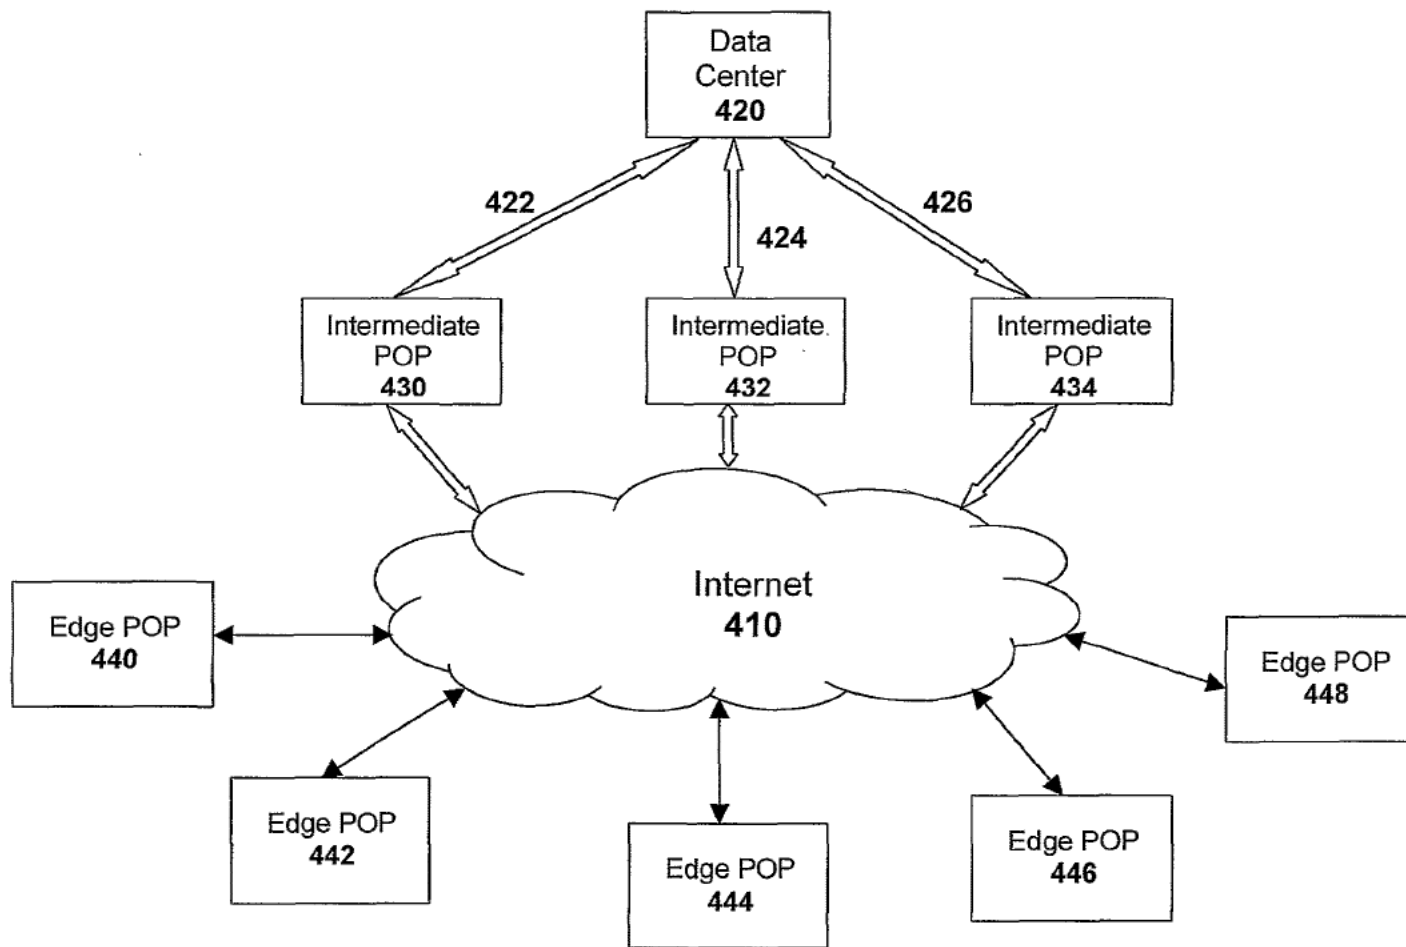 Data
Center
420
422
424
426
Intermediate
POP
430
Intermediate.
POP
432
Intermediate
POP
434
Internet
410
Edge POP
440
Edge POP
442
Edge POP
444
Edge POP
446
Edge POP
448